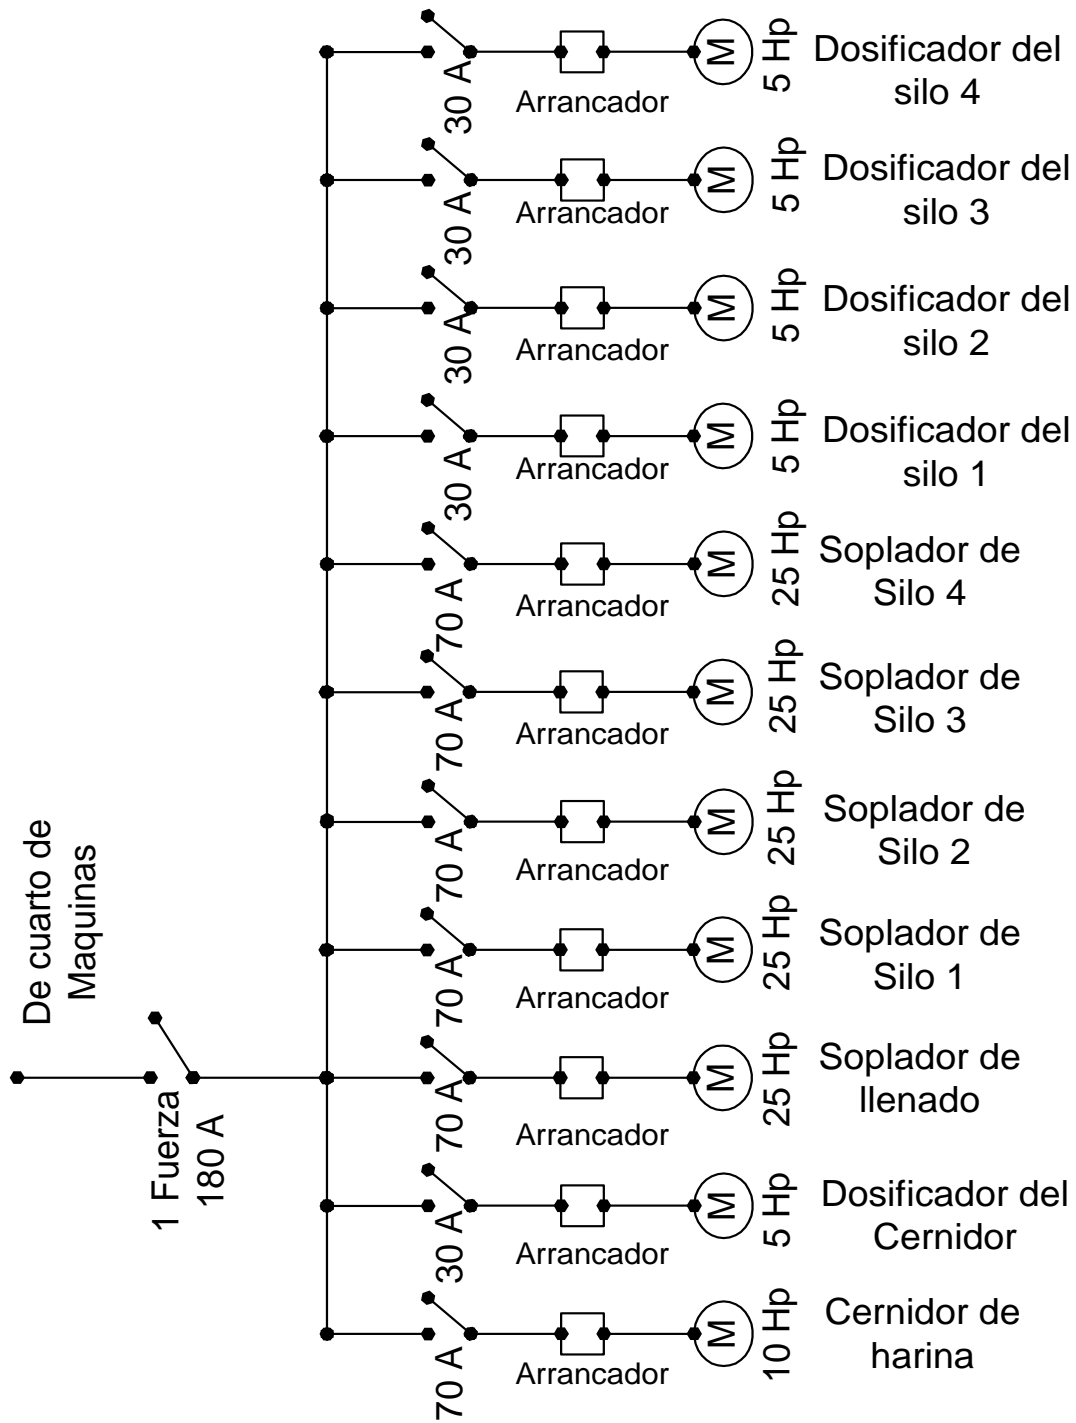 30 A
Arrancador
M
5 Hp
Dosificador del
silo 4
30 A
Arrancador
M
5 Hp
Dosificador del
silo 3
30 A
Arrancador
M
5 Hp
Dosificador del
silo 2
30 A
Arrancador
M
5 Hp
Dosificador del
silo 1
70 A
Arrancador
M
25 Hp
Soplador de
Silo 4
70 A
Arrancador
M
25 Hp
Soplador de
Silo 3
70 A
Arrancador
M
25 Hp
Soplador de
Silo 2
De cuarto de
Maquinas
1 Fuerza
180 A
70 A
Arrancador
M
25 Hp
Soplador de
Silo 1
70 A
Arrancador
M
25 Hp
Soplador de
llenado
30 A
Arrancador
M
5 Hp
Dosificador del
Cernidor
70 A
Arrancador
M
10 Hp
Cernidor de
harina